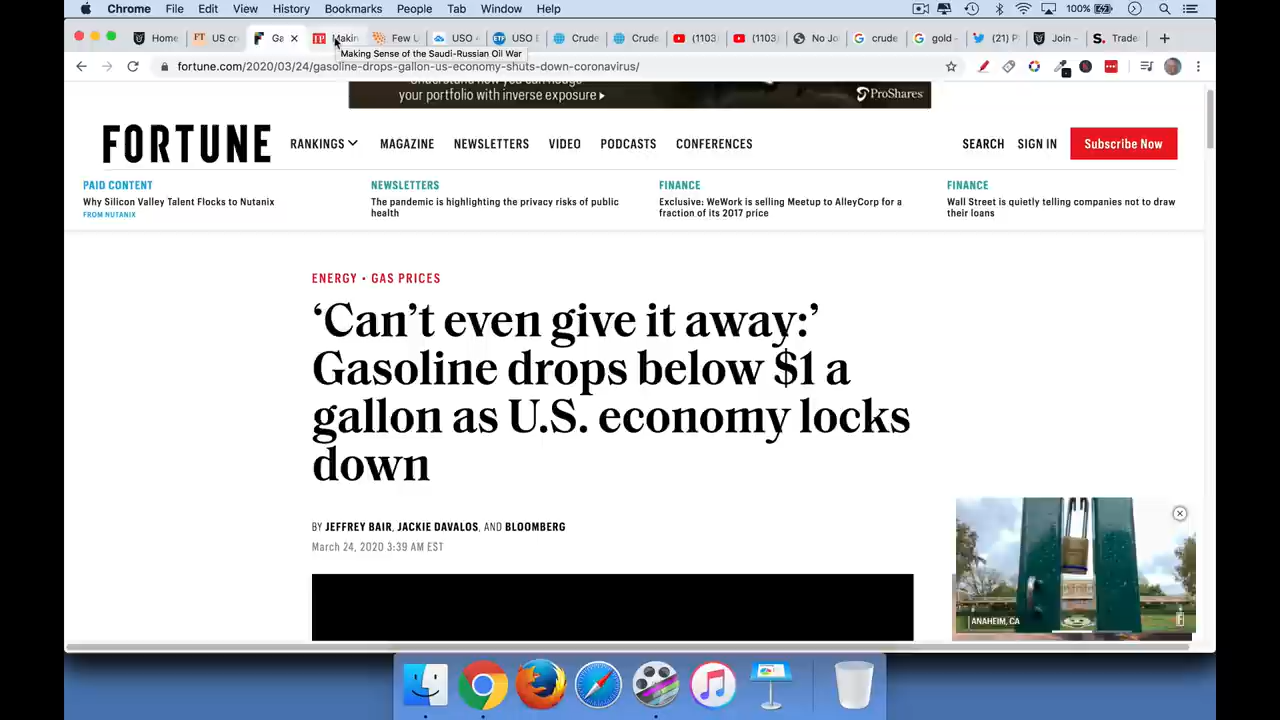 Chrome File Edit View History Bookmarks People Tab Window Help 100%
Home US cr Ga Makin Few U USO USO E Crude Crude (1103) (1103) No Jo crude gold – (21) P Join – Trade
Making Sense of the Saudi-Russian Oil War
fortune.com/2020/03/24/gasoline-drops-gallon-us-economy-shuts-down-coronavirus/
your portfolio with inverse exposure
ProShares
FORTUNE RANKINGS MAGAZINE NEWSLETTERS VIDEO PODCASTS CONFERENCES SEARCH SIGN IN Subscribe Now
PAID CONTENT
Why Silicon Valley Talent Flocks to Nutanix
FROM NUTANIX
NEWSLETTERS
The pandemic is highlighting the privacy risks of public
health
FINANCE
Exclusive: WeWork is selling Meetup to AlleyCorp for a
fraction of its 2017 price
FINANCE
Wall Street is quietly telling companies not to draw
their loans
ENERGY • GAS PRICES
‘Can’t even give it away:’
Gasoline drops below $1 a
gallon as U.S. economy locks
down
BY JEFFREY BAIR, JACKIE DAVALOS, AND BLOOMBERG
March 24, 2020 3:39 AM EST
ANAHEIM, CA